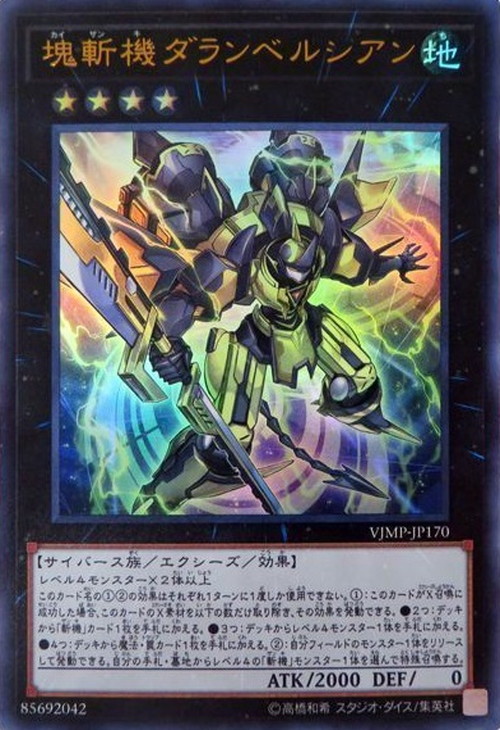 塊斬機ダランベルシアン 地
VJMP-JP170
【サイバース族/エクシーズ/効果】
レベル4モンスター×2体以上
このカード名の①②の効果はそれぞれ1ターンに1度しか使用できない。①:このカードがX召喚に
成功した場合、このカードのX素材を以下の数だけ取り除き、その効果を発動できる。●2つ:デッキ
から「斬機」カード1枚を手札に加える。●3つ:デッキからレベル4モンスター1体を手札に加える。
●4つ:デッキから魔法・罠カード1枚を手札に加える。②:自分フィールドのモンスター1体をリリース
して発動できる。自分の手札・墓地からレベル4の「斬機」モンスター1体を選んで特殊召喚する。
ATK/2000 DEF/ 0
85692042 ©高橋和希 スタジオ・ダイス/集英社